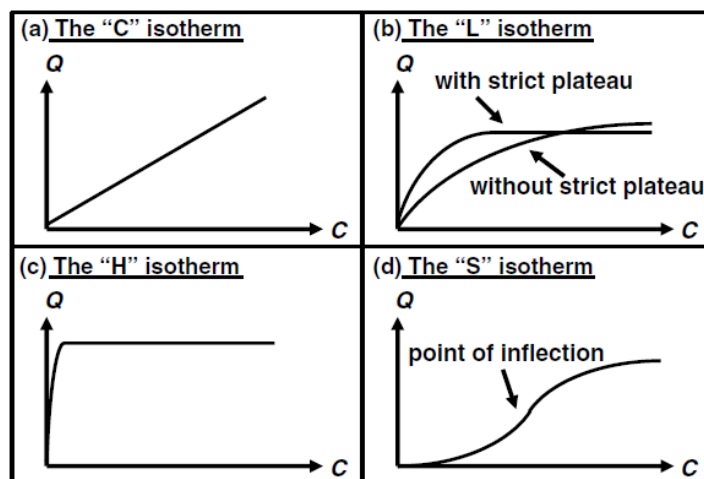 (a) The “C” isotherm
Q
C
(b) The “L” isotherm
Q
with strict plateau
without strict plateau
C
(c) The “H” isotherm
Q
C
(d) The “S” isotherm
Q
point of inflection
C